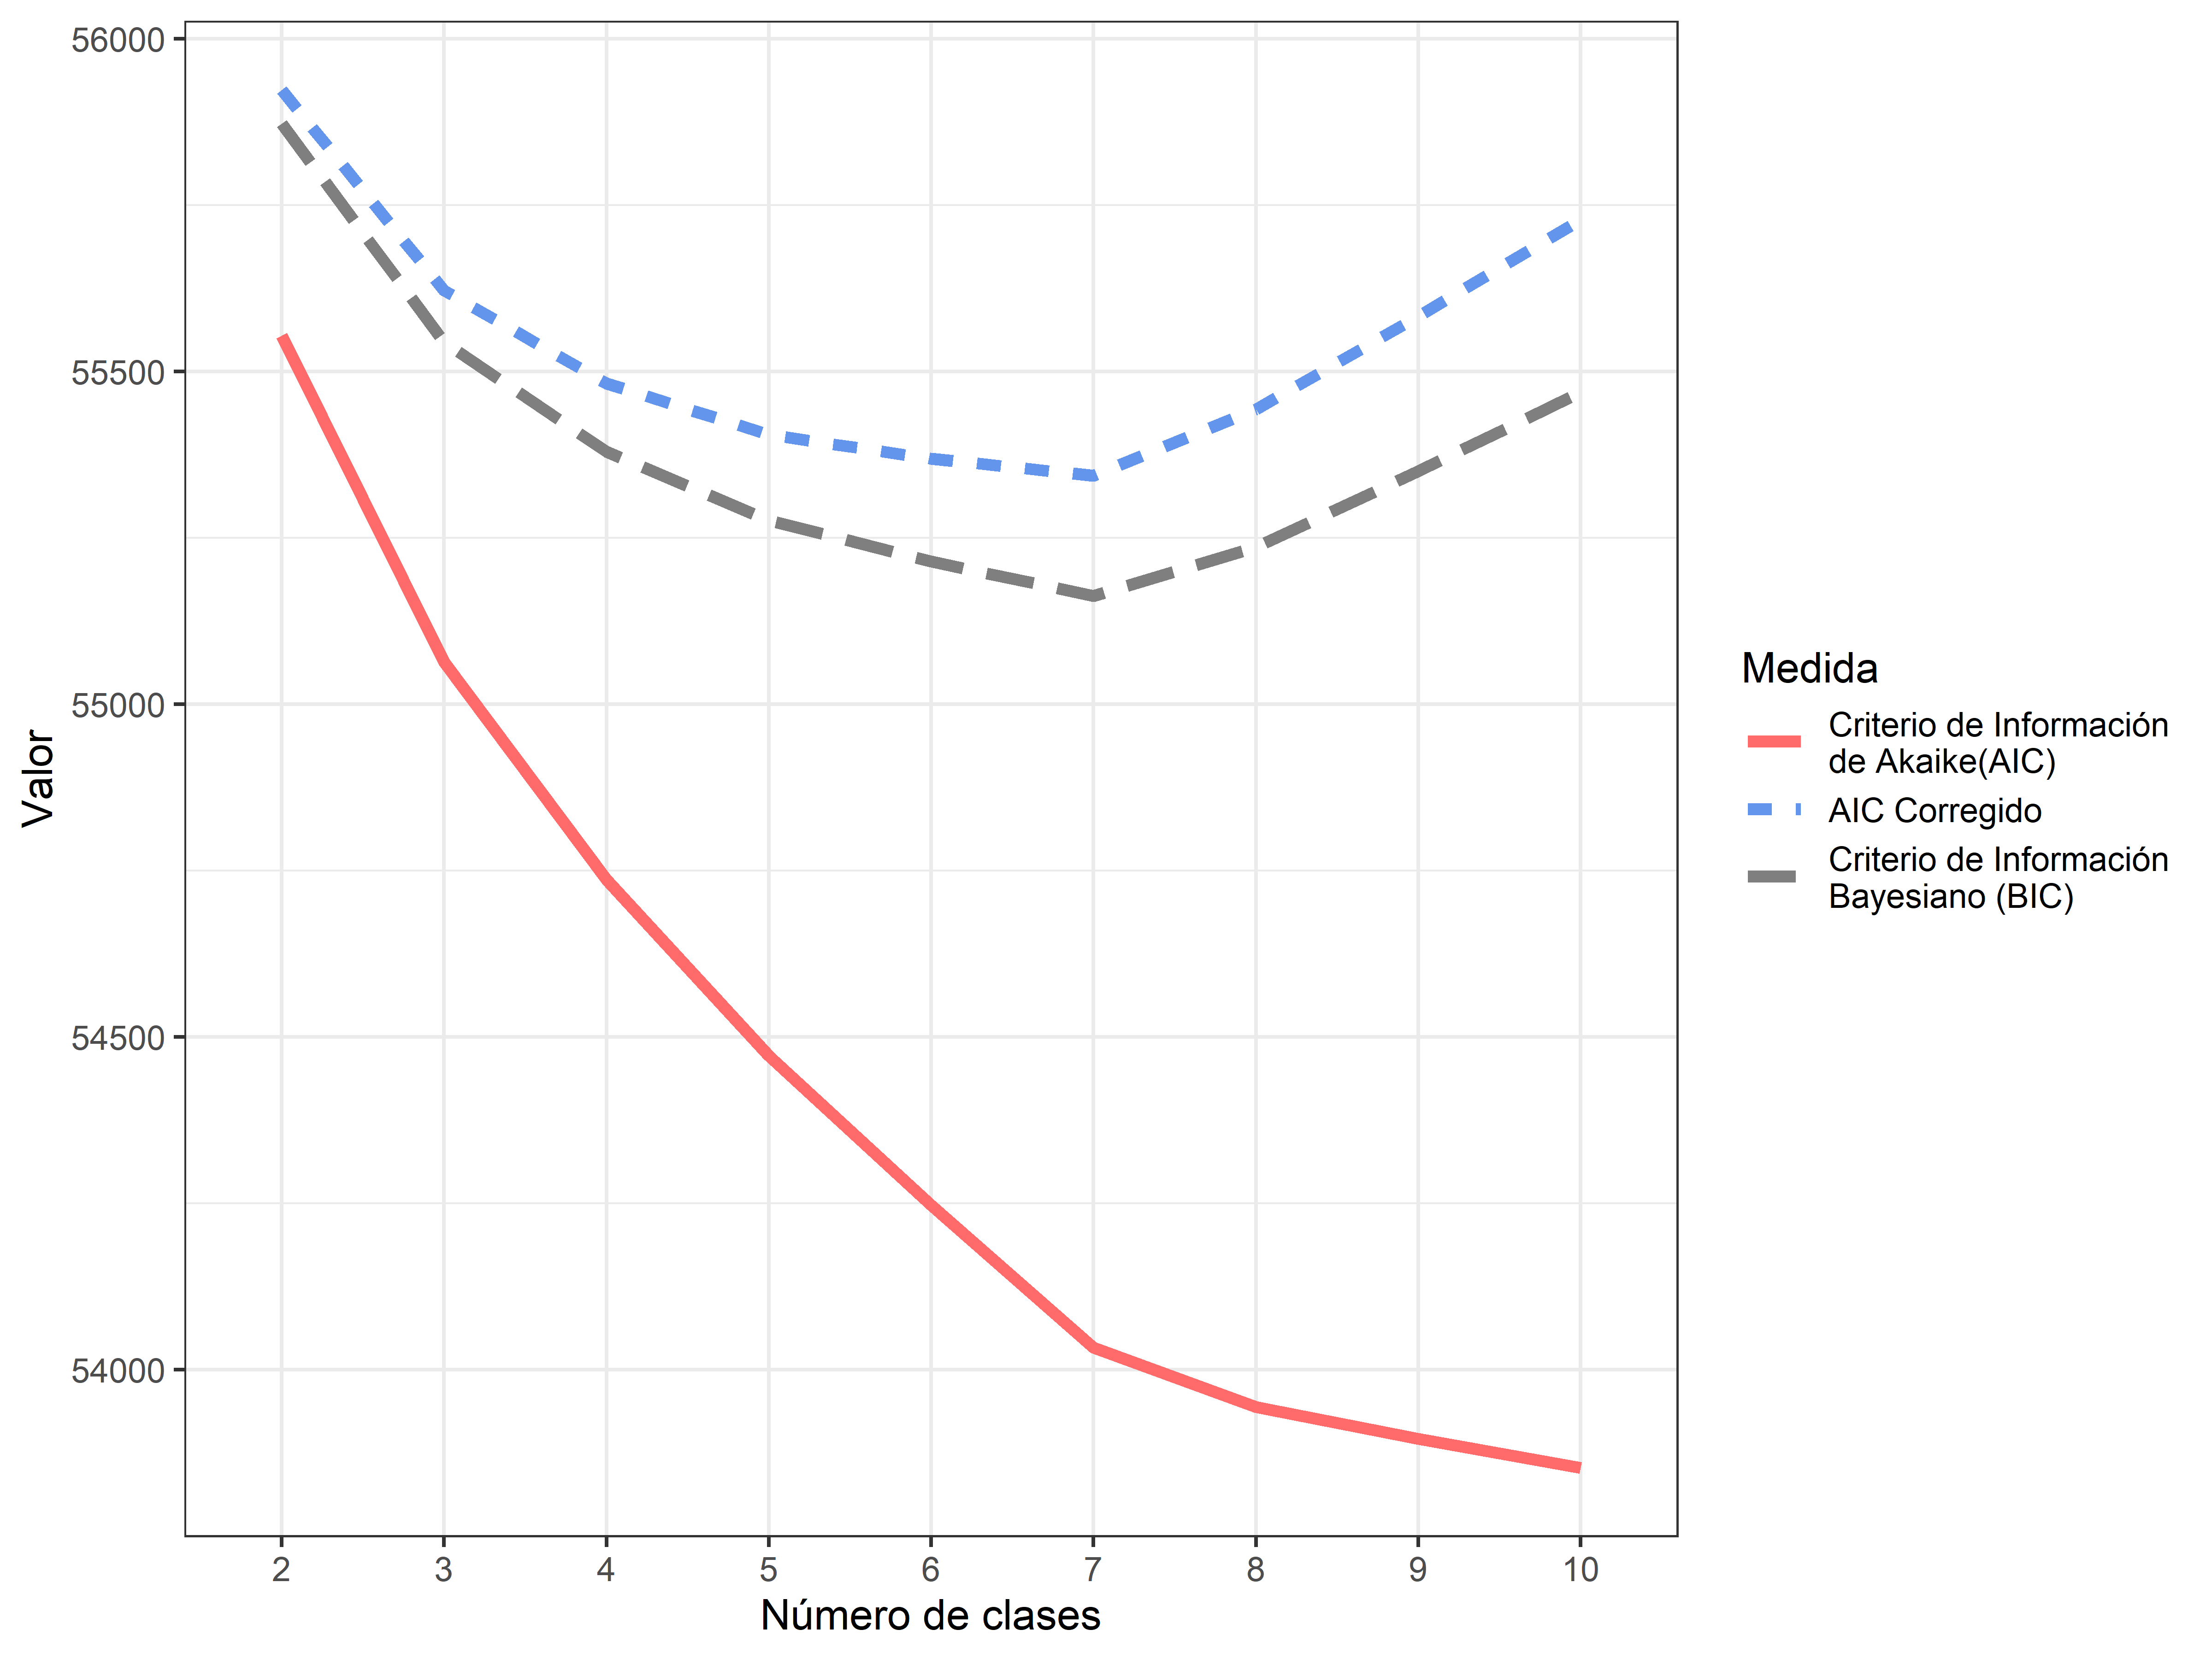 56000
55500
55000
54500
54000
Valor
2 3 4 5 6 7 8 9 10
Número de clases
Medida
Criterio de Información
de Akaike(AIC)
AIC Corregido
Criterio de Información
Bayesiano (BIC)